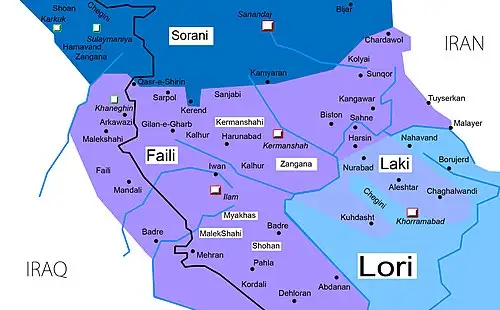 Shoan
Chegini
Karkuk
Sulaymaniya
Hamavand
Zangana
Sorani
Sanandaj
Bijar
IRAN
Chardawol
Kolyai
Sunqor
Kamyaran
Qasr-e-Shirin
Sarpol
Sanjabi
Kerend
Khaneghin
Arkawazi
Malekshahi
Gilan-e-Gharb
Kalhur
Kermanshahi
Harunabad
Kermanshah
Biston
Kangawar
Sahne
Harsin
Tuyserkan
Malayer
Nahavand
Faili
Iwan
Kalhur
Zangana
Nurabad
Laki
Borujerd
Faili
Mandali
Ilam
Aleshtar
Chegini
Chaghalwandi
Khorramabad
Kuhdasht
Myakhas
MalekShahi
Badre
Badre
Shohan
Mehran
Pahla
Lori
IRAQ
Kordali
Abdanan
Dehloran